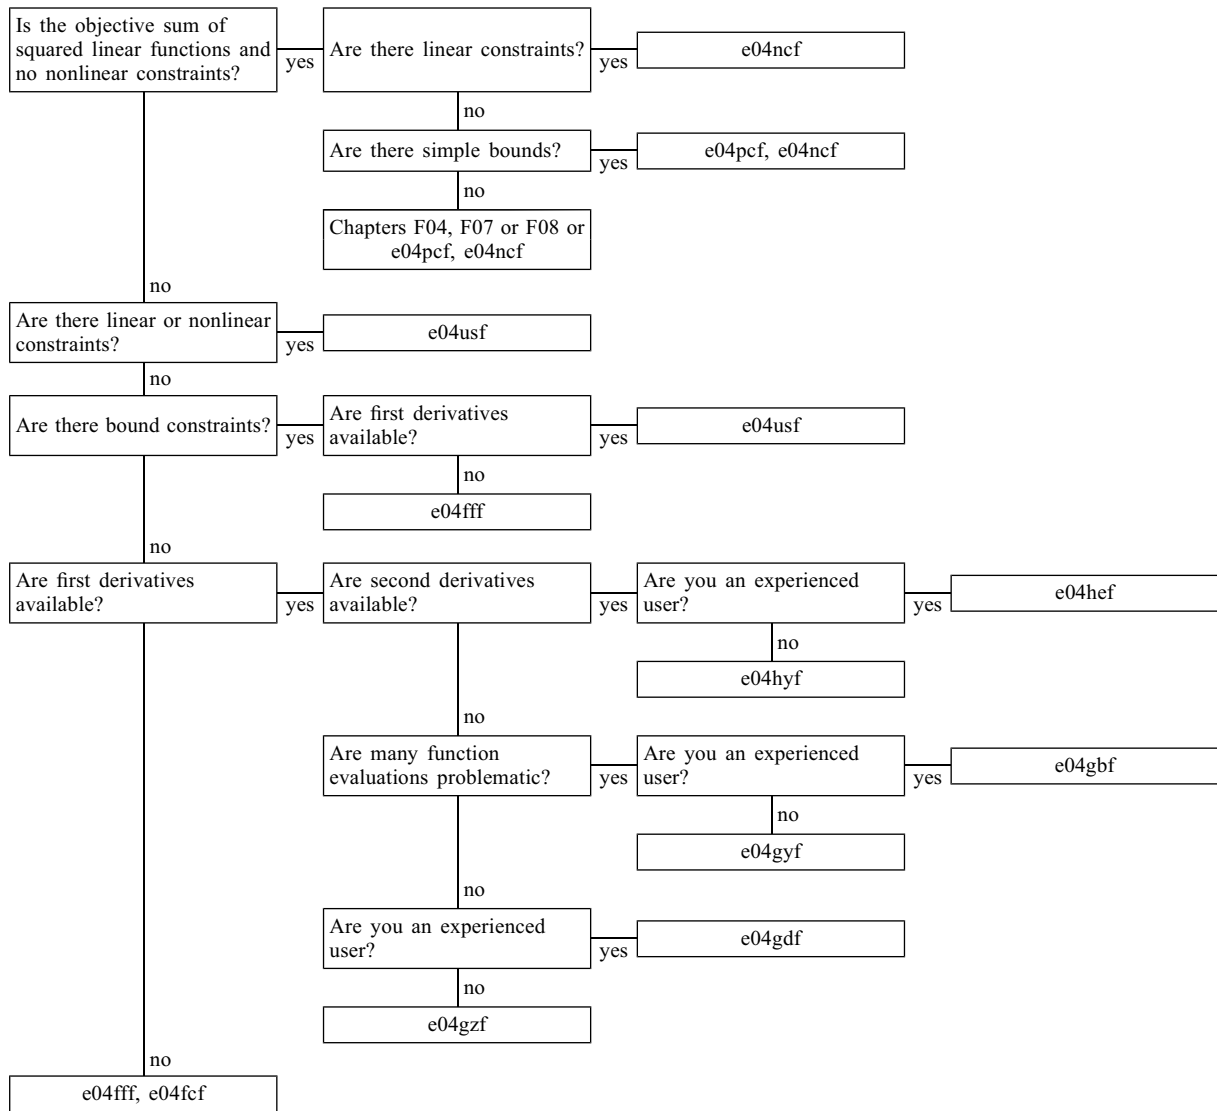 Is the objective sum of
squared linear functions and
no nonlinear constraints?
yes
Are there linear constraints?
yes
e04ncf
no
Are there simple bounds?
yes
e04pcf, e04ncf
no
Chapters F04, F07 or F08 or
e04pcf, e04ncf
no
Are there linear or nonlinear
constraints?
yes
e04usf
no
Are there bound constraints?
yes
Are first derivatives
available?
yes
e04usf
no
e04fff
no
Are first derivatives
available?
yes
Are second derivatives
available?
yes
Are you an experienced
user?
yes
e04hef
no
e04hyf
no
Are many function
evaluations problematic?
yes
Are you an experienced
user?
yes
e04gbf
no
e04gyf
no
Are you an experienced
user?
yes
e04gdf
no
e04gzf
no
e04fff, e04fcf